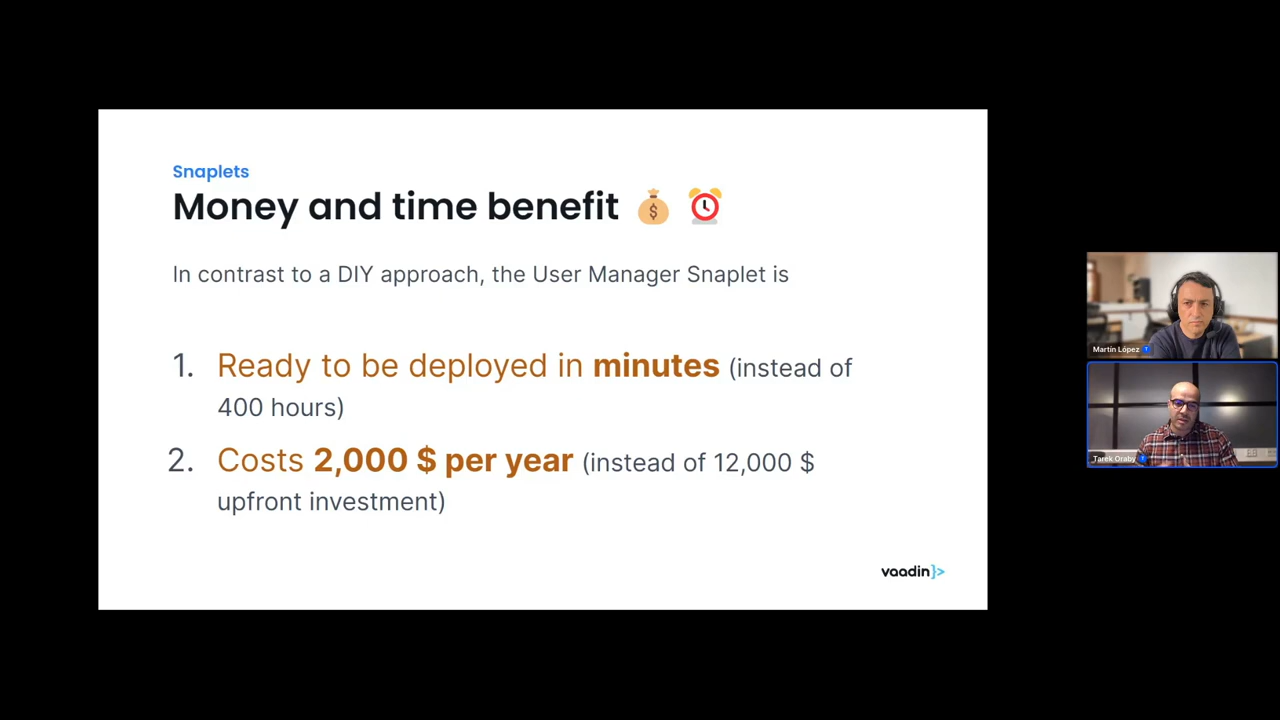 Snaplets
Money and time benefit
In contrast to a DIY approach, the User Manager Snaplet is
1. Ready to be deployed in minutes (instead of
400 hours)
2. Costs 2,000 $ per year (instead of 12,000 $
upfront investment)
vaadin}>
Martín López
Tarek Oraby